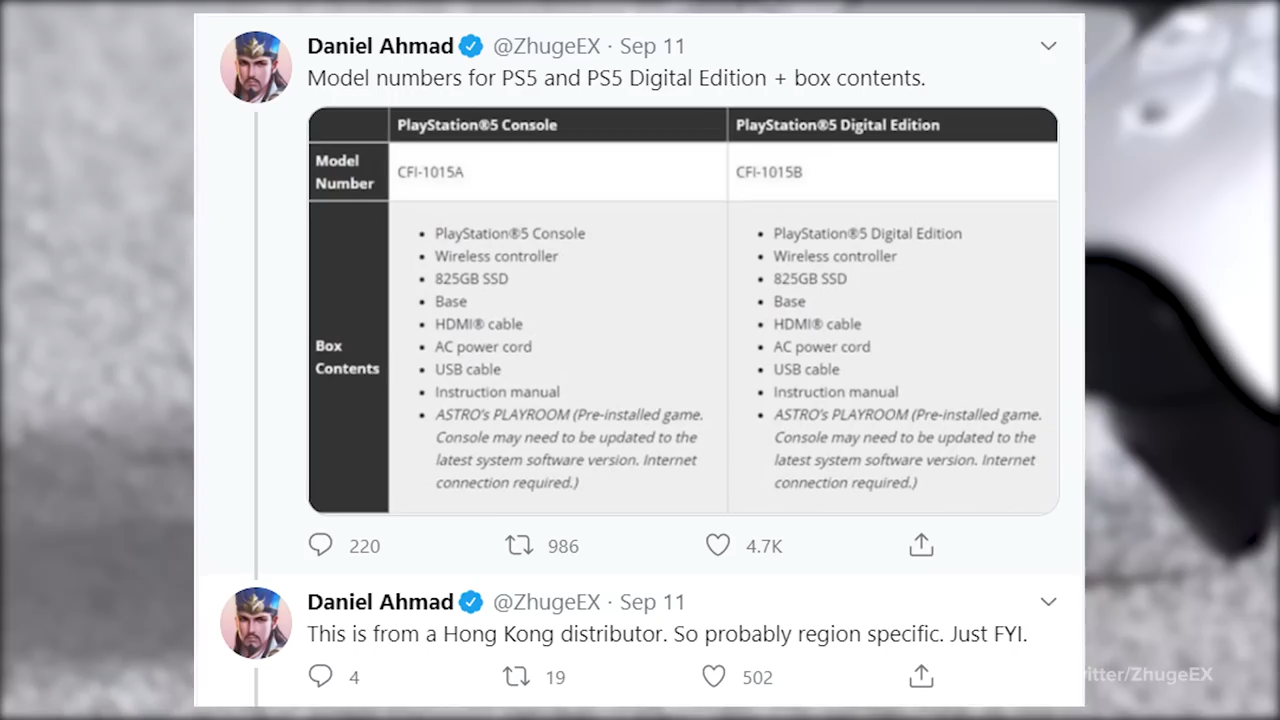 Daniel Ahmad @ZhugeEX · Sep 11
Model numbers for PS5 and PS5 Digital Edition + box contents.
PlayStation®5 Console
PlayStation®5 Digital Edition
Model
Number
CFI-1015A
CFI-1015B
Box
Contents
• PlayStation®5 Console
• Wireless controller
• 825GB SSD
• Base
• HDMI® cable
• AC power cord
• USB cable
• Instruction manual
• ASTRO's PLAYROOM (Pre-installed game.
Console may need to be updated to the
latest system software version. Internet
connection required.)
• PlayStation®5 Digital Edition
• Wireless controller
• 825GB SSD
• Base
• HDMI® cable
• AC power cord
• USB cable
• Instruction manual
• ASTRO's PLAYROOM (Pre-installed game.
Console may need to be updated to the
latest system software version. Internet
connection required.)
220 986 4.7K
Daniel Ahmad @ZhugeEX · Sep 11
This is from a Hong Kong distributor. So probably region specific. Just FYI.
4 19 502
itter/ZhugeEX